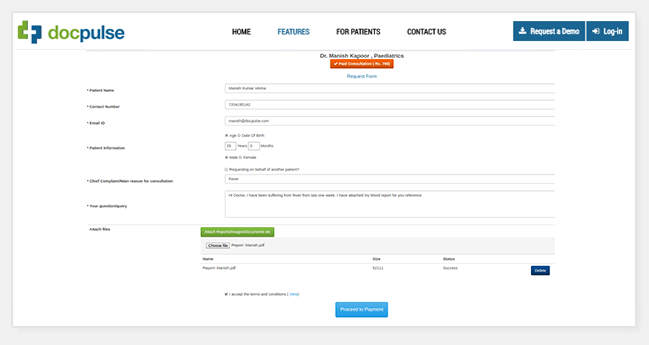 docpulse
HOME FEATURES FOR PATIENTS CONTACT US Request a Demo Log-in
Dr. Manish Kapoor , Paediatrics
Paid Consultation ( Rs. 700)
Request Form
* Patient Name Manish Kumar Verma
* Contact Number
* Email ID manish@docpulse.com
Age Date Of Birth
* Patient Information 25 Years 0 Months
Male Female
Requesting on behalf of another patient?
* Chief Complaint/Main reason for consultation Fever
Hi Doctor, I have been suffering from fever from last one week. I have attached my blood report for you reference
* Your question/query
Attach files Attach Reports/Images/Documents etc
Choose file Report- Manish.pdf
Name Size Status
Report- Manish.pdf 52111 Success Delete
I accept the terms and conditions ( View)
Proceed to Payment